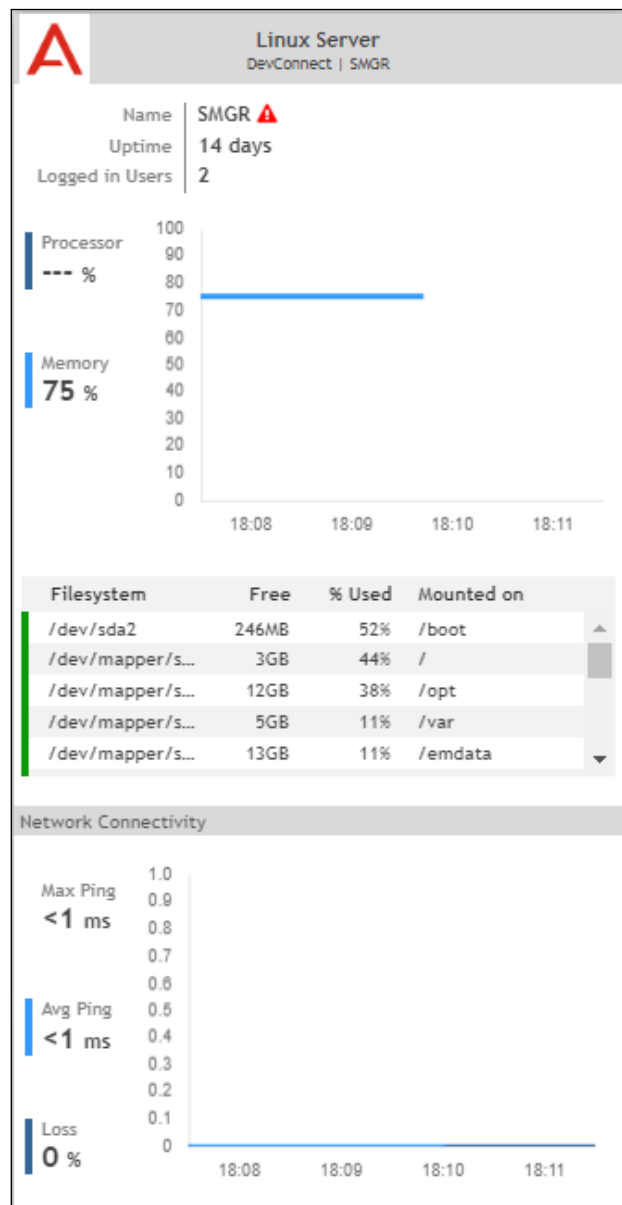 Linux Server
DevConnect | SMGR
Name SMGR
Uptime 14 days
Logged in Users 2
Processor
--- %
Memory
75 %
100
90
80
70
60
50
40
30
20
10
0
18:08 18:09 18:10 18:11
Filesystem Free % Used Mounted on
/dev/sda2 246MB 52% /boot
/dev/mapper/s... 3GB 44% /
/dev/mapper/s... 12GB 38% /opt
/dev/mapper/s... 5GB 11% /var
/dev/mapper/s... 13GB 11% /emdata
Network Connectivity
Max Ping
<1 ms
Avg Ping
<1 ms
Loss
0 %
1.0
0.9
0.8
0.7
0.6
0.5
0.4
0.3
0.2
0.1
0
18:08 18:09 18:10 18:11